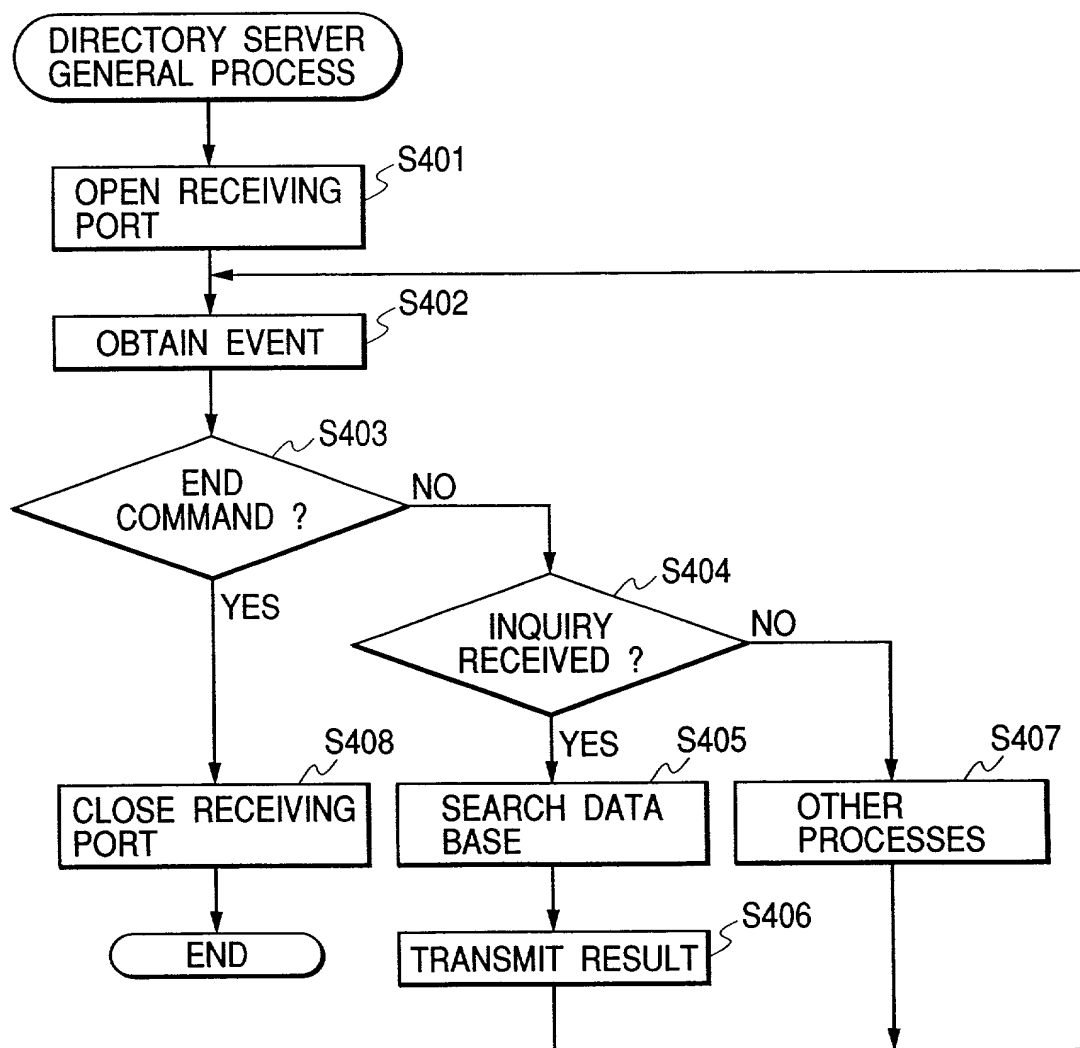 DIRECTORY SERVER
GENERAL PROCESS
S401
OPEN RECEIVING
PORT
S402
OBTAIN EVENT
S403
END
COMMAND ?
NO
YES
S404
INQUIRY
RECEIVED ?
NO
YES
S408
CLOSE RECEIVING
PORT
S405
SEARCH DATA
BASE
S407
OTHER
PROCESSES
END
S406
TRANSMIT RESULT